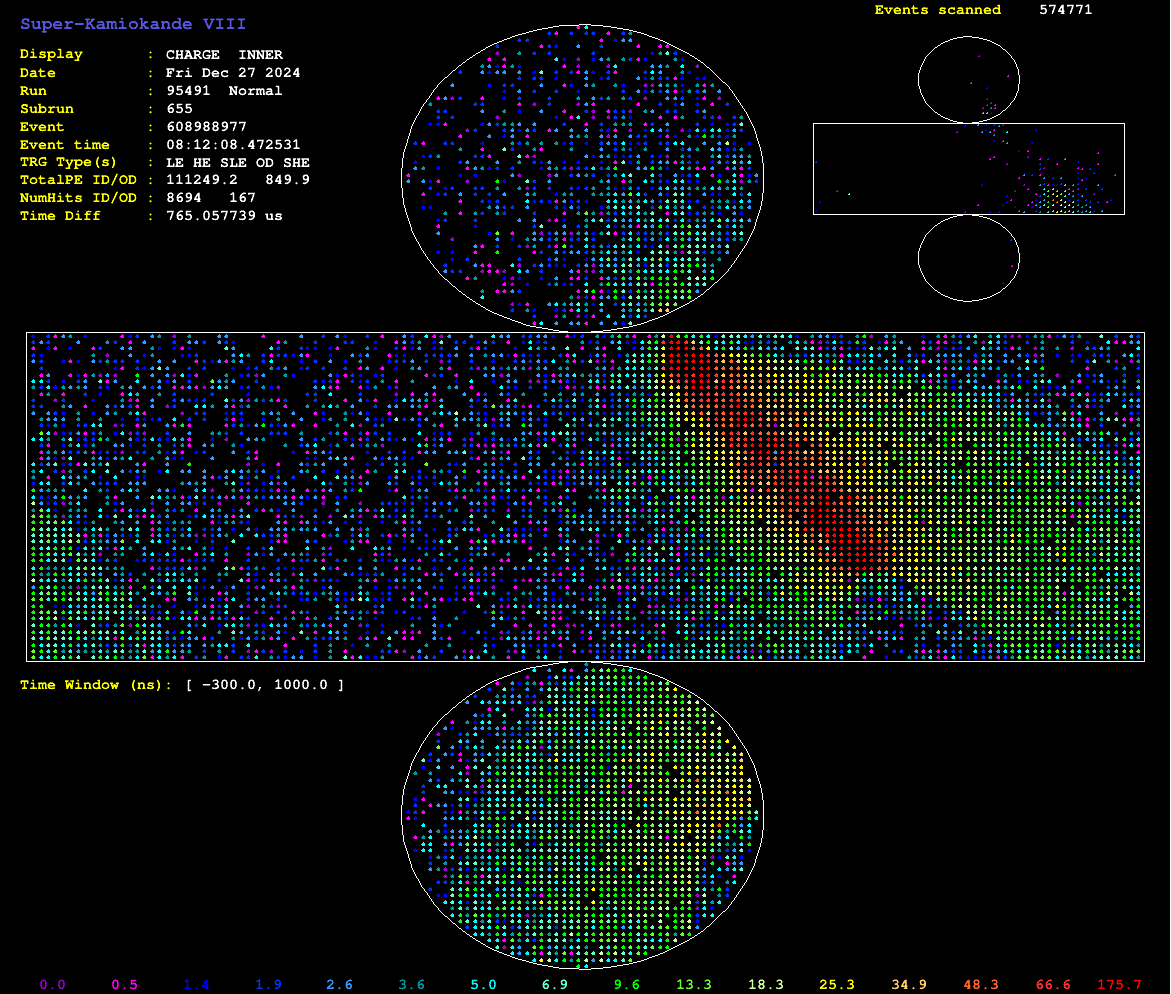 Super-Kamiokande VIII
Events scanned 574771
Display : CHARGE INNER
Date : Fri Dec 27 2024
Run : 95491 Normal
Subrun : 655
Event : 608988977
Event time : 08:12:08.472531
TRG Type(s) : LE HE SLE OD SHE
TotalPE ID/OD : 111249.2 849.9
NumHits ID/OD : 8694 167
Time Diff : 765.057739 us
Time Window (ns): [ −300.0, 1000.0 ]
0.0 0.5 1.4 1.9 2.6 3.6 5.0 6.9 9.6 13.3 18.3 25.3 34.9 48.3 66.6 175.7